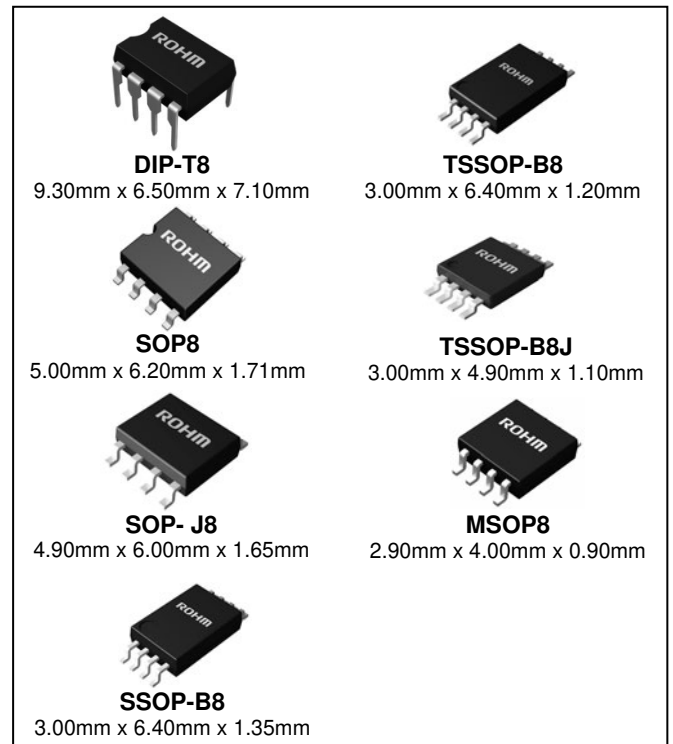 ROHM
DIP-T8
9.30mm x 6.50mm x 7.10mm
ROHM
TSSOP-B8
3.00mm x 6.40mm x 1.20mm
ROHM
SOP8
5.00mm x 6.20mm x 1.71mm
ROHM
TSSOP-B8J
3.00mm x 4.90mm x 1.10mm
ROHM
SOP- J8
4.90mm x 6.00mm x 1.65mm
ROHM
MSOP8
2.90mm x 4.00mm x 0.90mm
ROHM
SSOP-B8
3.00mm x 6.40mm x 1.35mm